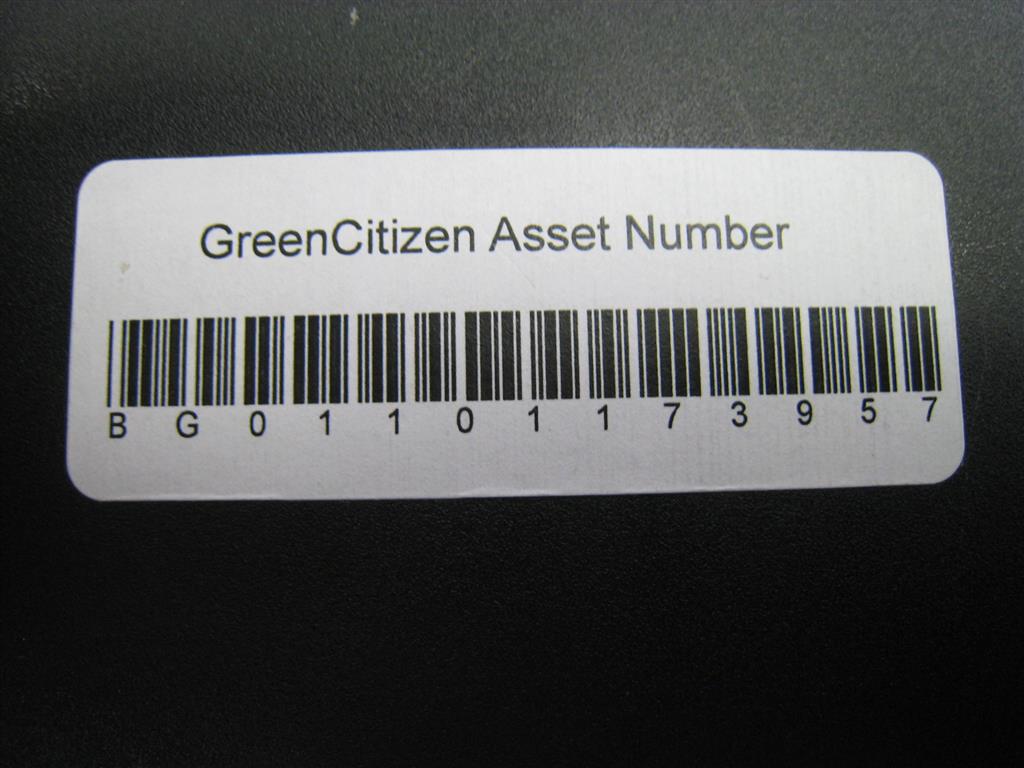 GreenCitizen Asset Number
B G 0 1 1 0 1 1 7 3 9 5 7